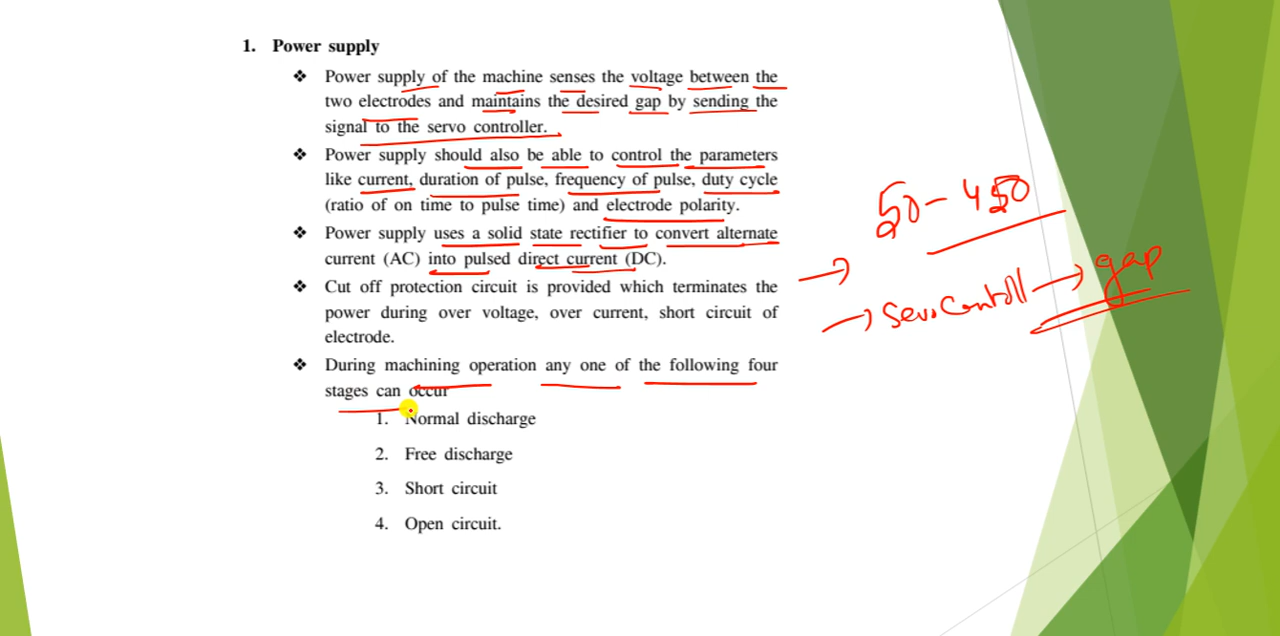 1. Power supply
❖ Power supply of the machine senses the voltage between the
two electrodes and maintains the desired gap by sending the
signal to the servo controller.
❖ Power supply should also be able to control the parameters
like current, duration of pulse, frequency of pulse, duty cycle
(ratio of on time to pulse time) and electrode polarity.
❖ Power supply uses a solid state rectifier to convert alternate
current (AC) into pulsed direct current (DC).
❖ Cut off protection circuit is provided which terminates the
power during over voltage, over current, short circuit of
electrode.
❖ During machining operation any one of the following four
stages can occur
1. Normal discharge
2. Free discharge
3. Short circuit
4. Open circuit.
50-450
→
→ → gap